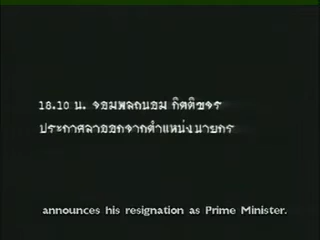 18.10 น. จอมพลถนอม กิตติขจร
ประกาศลาออกจากตำแหน่งนายกร
announces his resignation as Prime Minister.